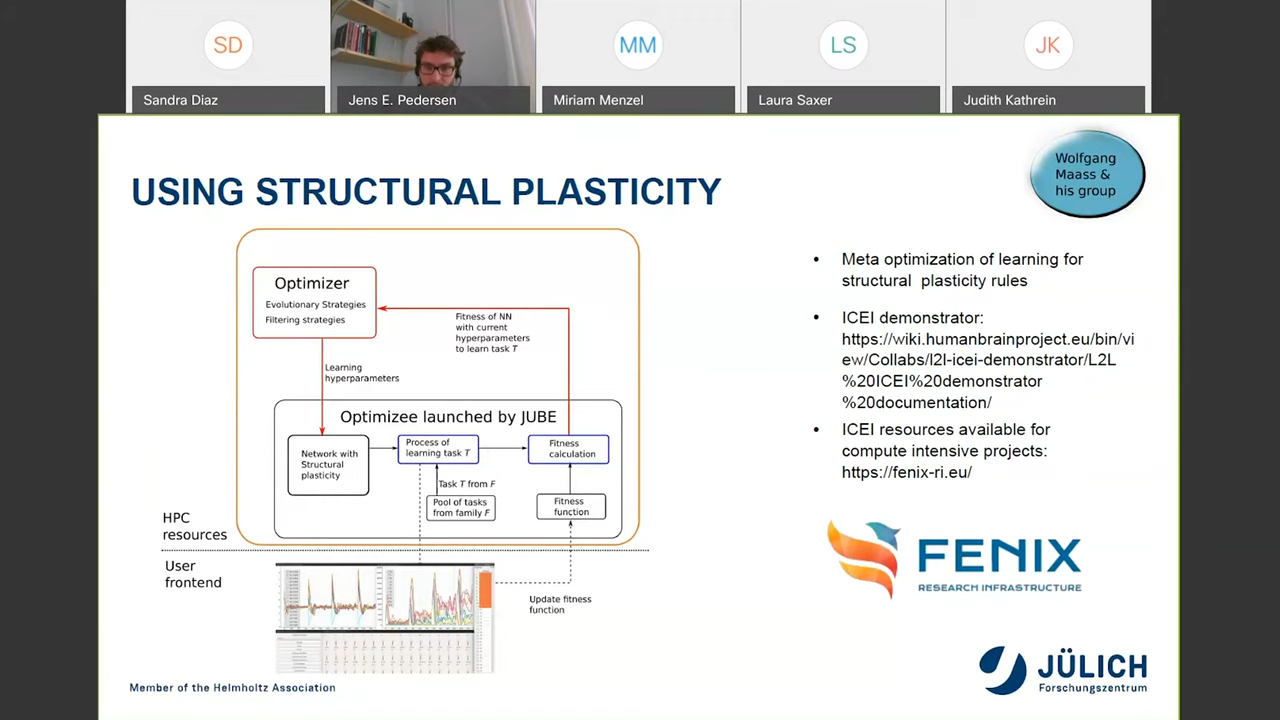 SD
MM
LS
JK
Sandra Diaz
Jens E. Pedersen
Miriam Menzel
Laura Saxer
Judith Kathrein
Wolfgang
Maass &
his group
USING STRUCTURAL PLASTICITY
Optimizer
Evolutionary Strategies
Filtering strategies
Fitness of NN
with current
hyperparameters
to learn task T
Learning
hyperparameters
Optimizee launched by JUBE
Network with
Structural
plasticity
Process of
learning task T
Fitness
calculation
Task T from F
Pool of tasks
from family F
Fitness
function
HPC
resources
User
frontend
Update fitness
function
• Meta optimization of learning for
structural plasticity rules
• ICEI demonstrator:
https://wiki.humanbrainproject.eu/bin/vi
ew/Collabs/l2l-icei-demonstrator/L2L
%20ICEI%20demonstrator
%20documentation/
• ICEI resources available for
compute intensive projects:
https://fenix-ri.eu/
FENIX
RESEARCH INFRASTRUCTURE
JÜLICH
Forschungszentrum
Member of the Helmholtz Association